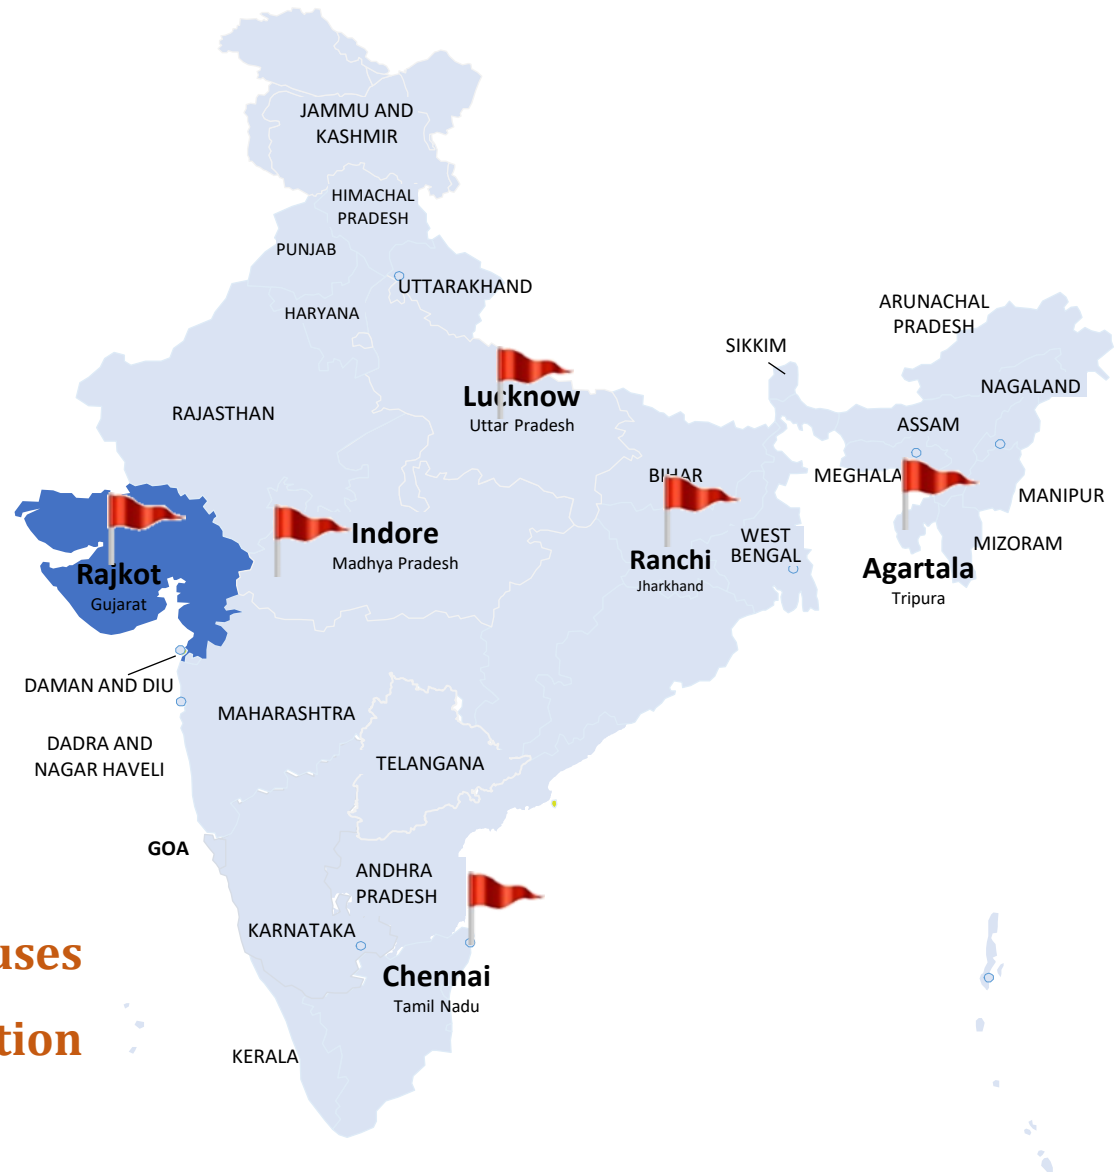 JAMMU AND
KASHMIR
HIMACHAL
PRADESH
PUNJAB
UTTARAKHAND
HARYANA
ARUNACHAL
PRADESH
SIKKIM
NAGALAND
Lucknow
Uttar Pradesh
RAJASTHAN
ASSAM
BIHAR
MEGHALA
MANIPUR
Indore
Madhya Pradesh
WEST
BENGAL
MIZORAM
Ranchi
Jharkhand
Agartala
Tripura
Rajkot
Gujarat
DAMAN AND DIU
MAHARASHTRA
DADRA AND
NAGAR HAVELI
TELANGANA
GOA
ANDHRA
PRADESH
KARNATAKA
uses
Chennai
Tamil Nadu
tion
KERALA